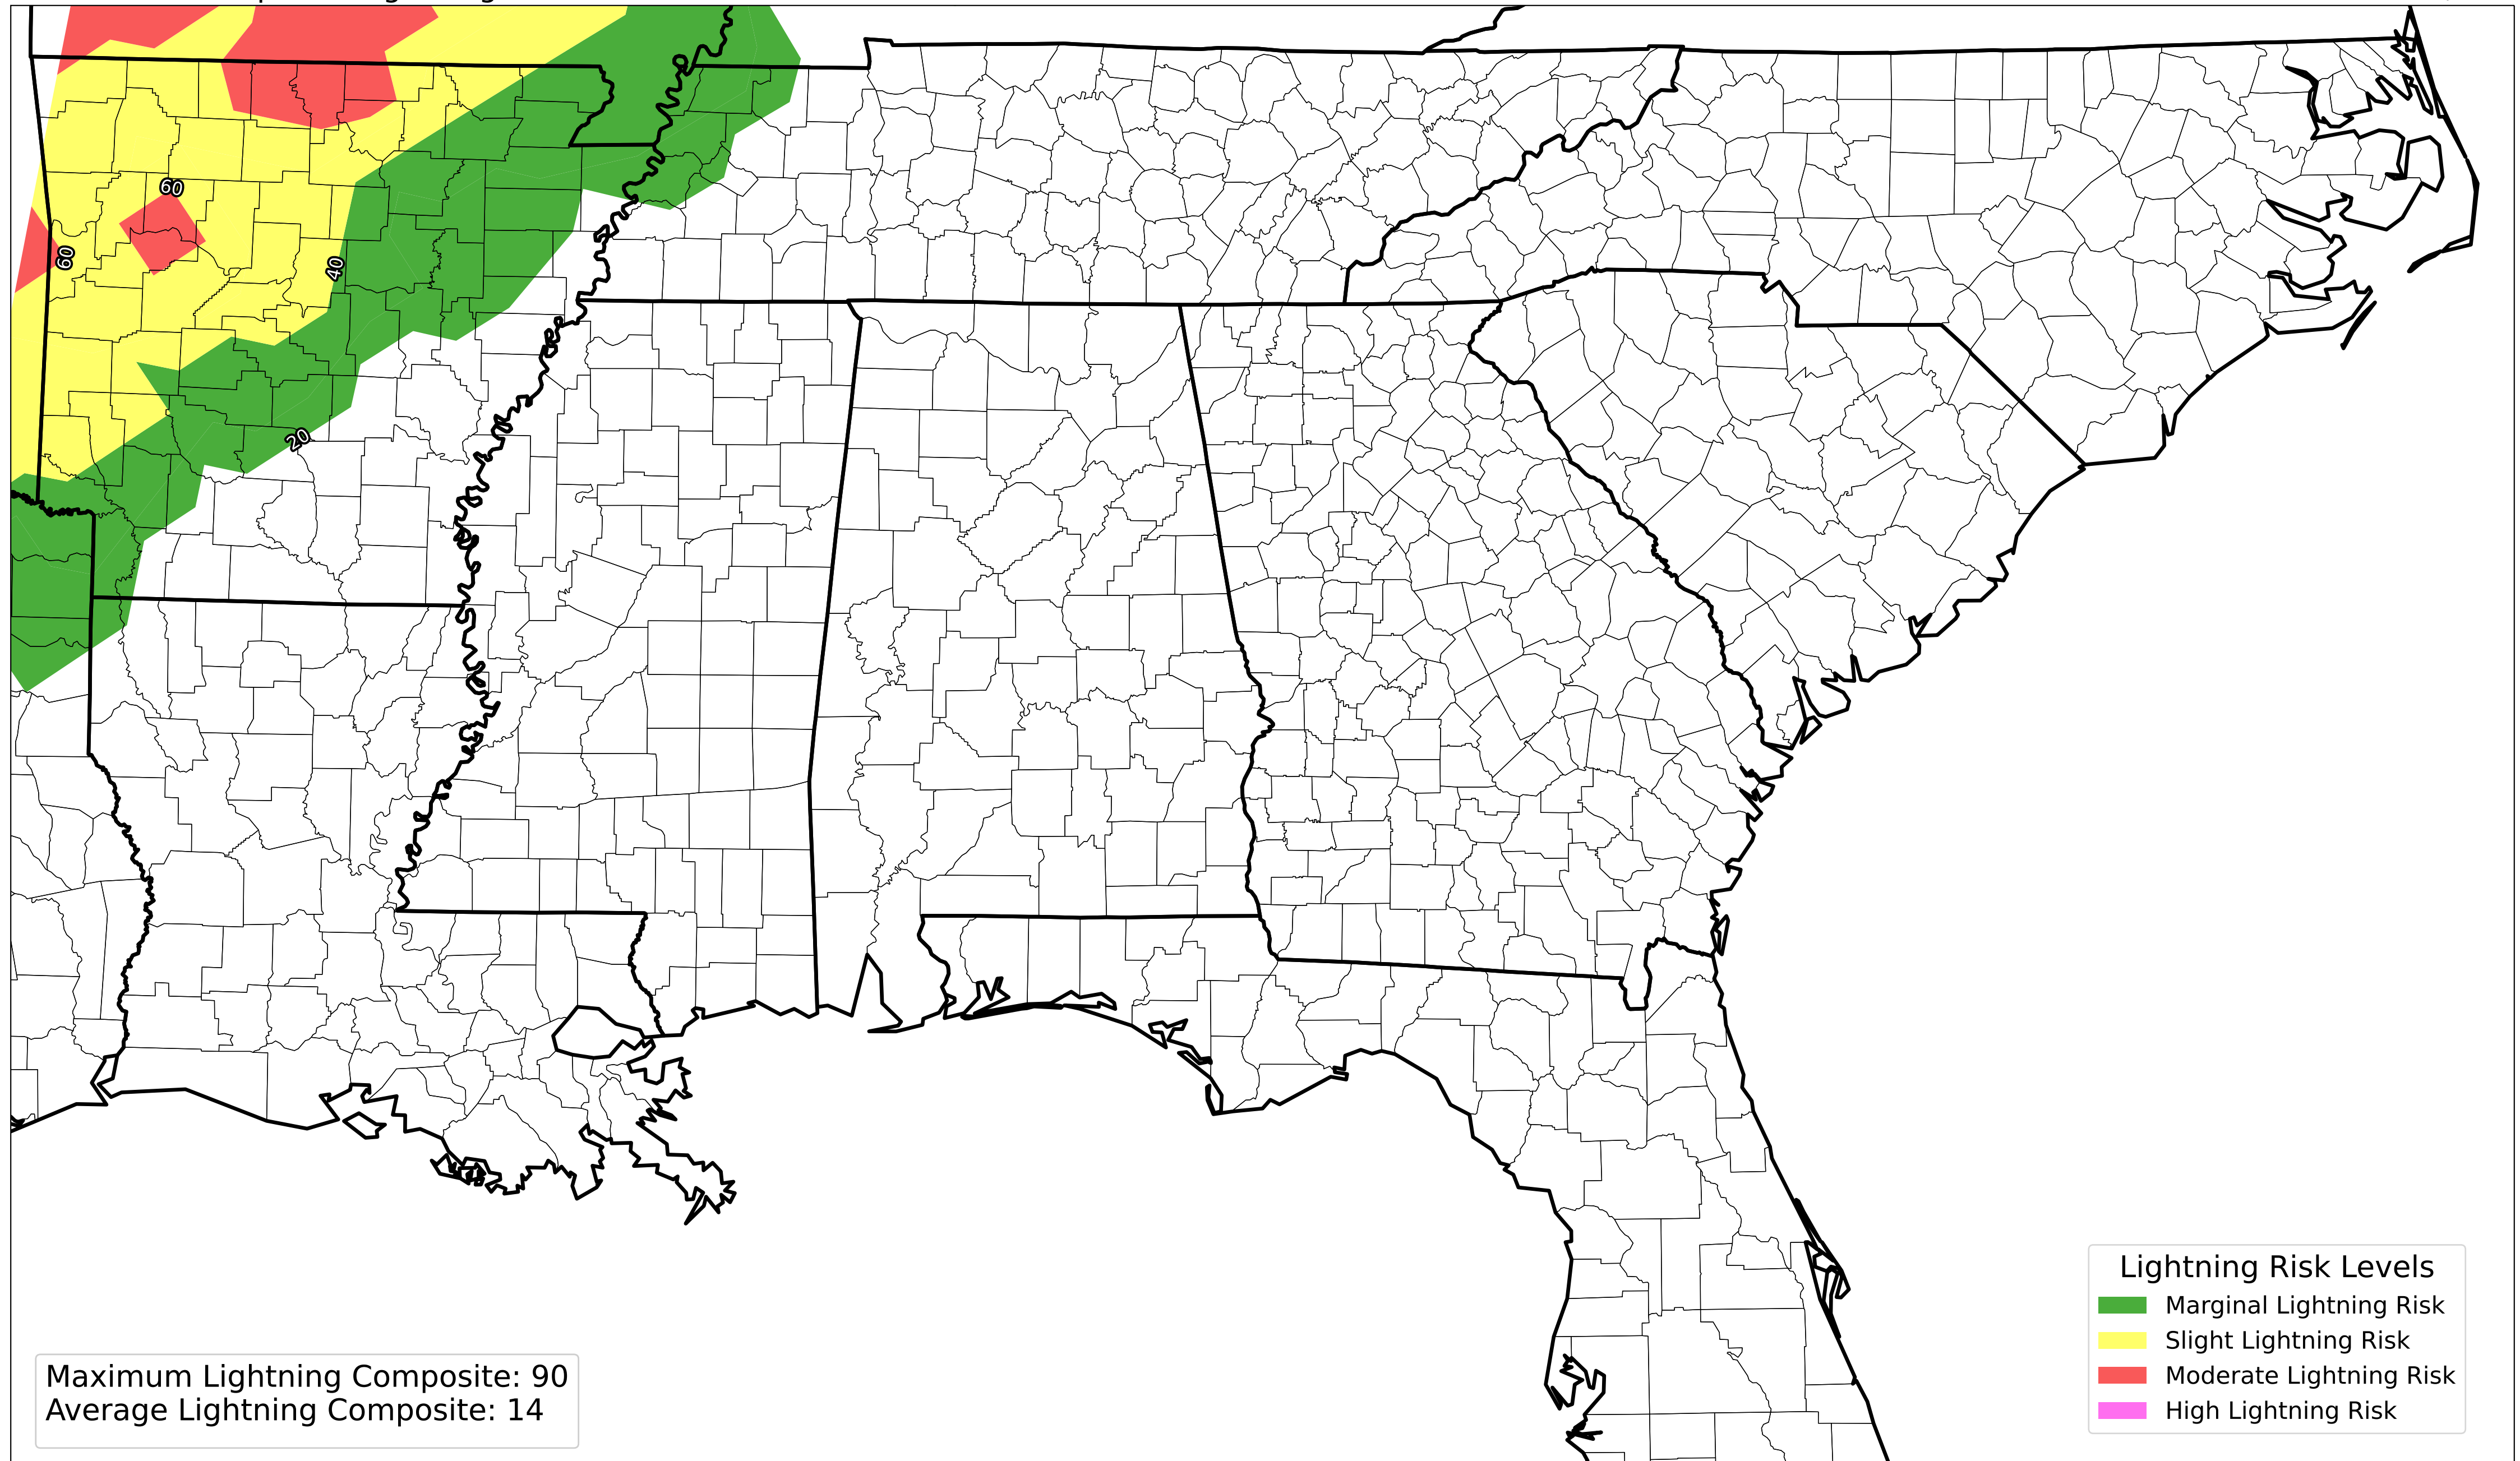 60
60
40
20
Lightning Risk Levels
Marginal Lightning Risk
Slight Lightning Risk
Moderate Lightning Risk
High Lightning Risk
Maximum Lightning Composite: 90
Average Lightning Composite: 14